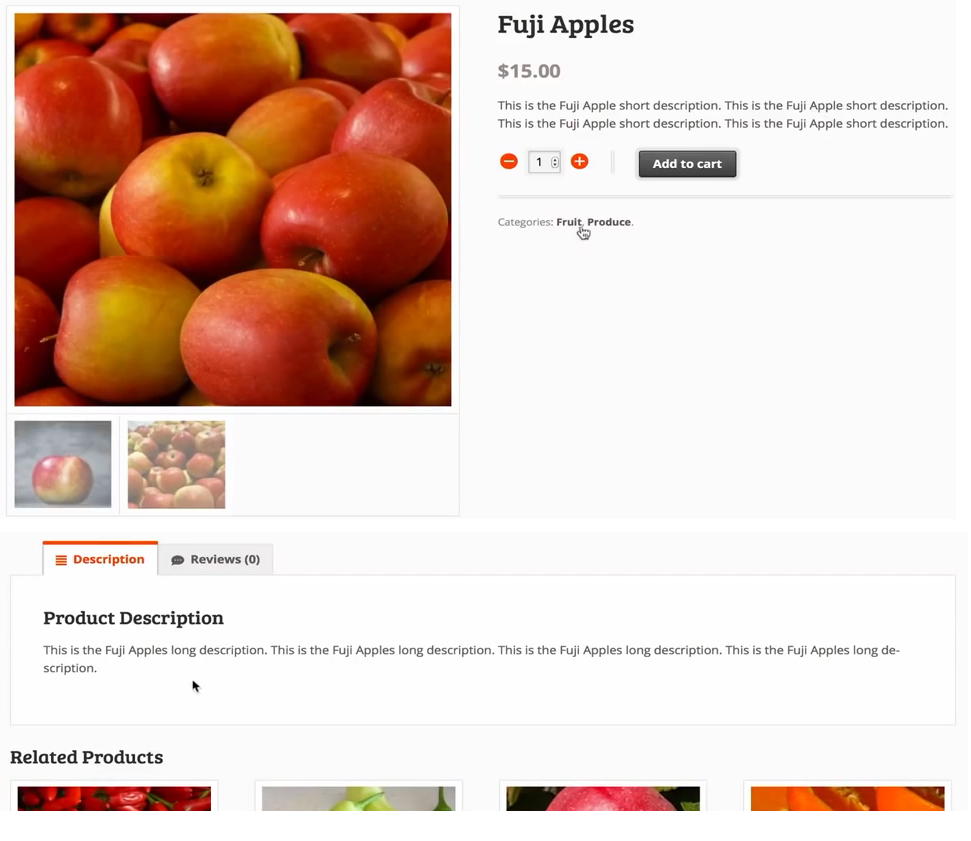 Fuji Apples
$15.00
This is the Fuji Apple short description. This is the Fuji Apple short description.
This is the Fuji Apple short description. This is the Fuji Apple short description.
1
Add to cart
Categories: Fruit, Produce.
Description
Reviews (0)
Product Description
This is the Fuji Apples long description. This is the Fuji Apples long description. This is the Fuji Apples long description. This is the Fuji Apples long de-
scription.
Related Products